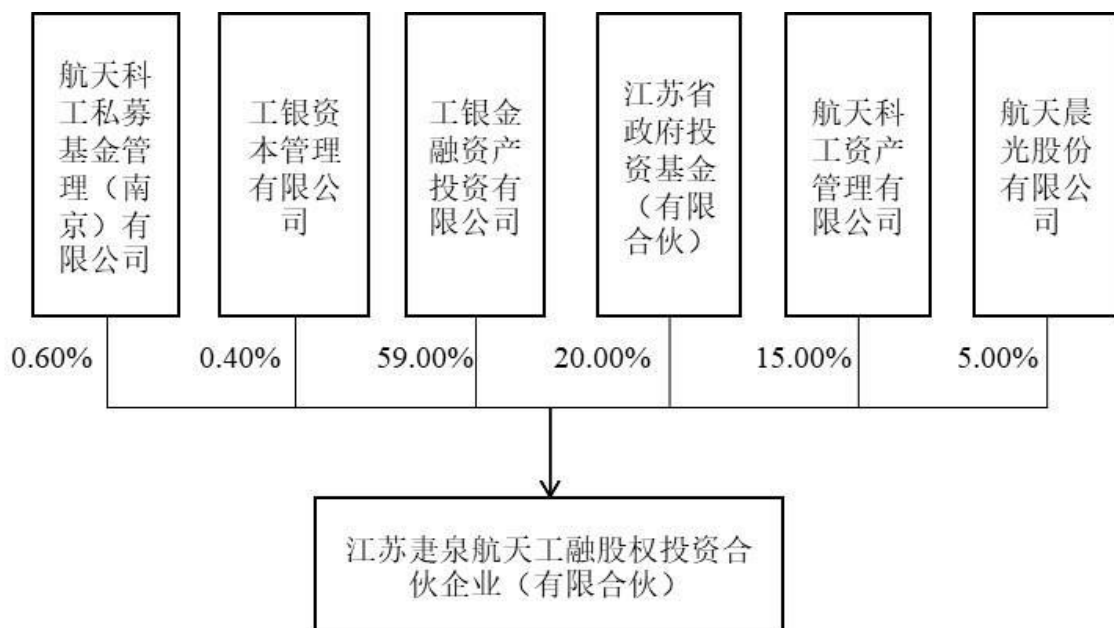 航天科
工私募
基金管
理（南
京）有
限公司
工银资
本管理
有限公
司
工银金
融资产
投资有
限公司
江苏省
政府投
资基金
（有限
合伙）
航天科
工资产
管理有
限公司
航天晨
光股份
有限公
司
0.60%
0.40%
59.00%
20.00%
15.00%
5.00%
江苏疌泉航天工融股权投资合
伙企业（有限合伙）